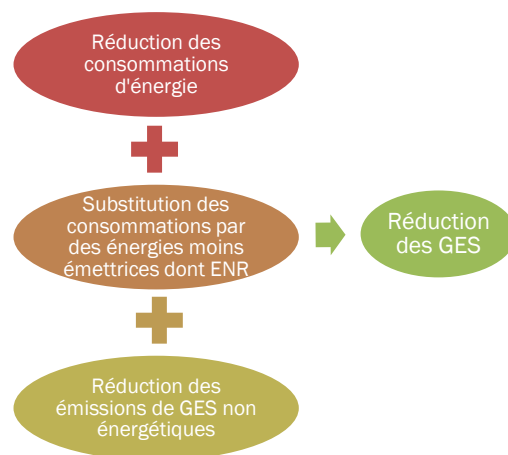 Réduction des
consommations
d'énergie
Substitution des
consommations par
des énergies moins
émettrices dont ENR
Réduction
des GES
Réduction des
émissions de GES non
énergétiques